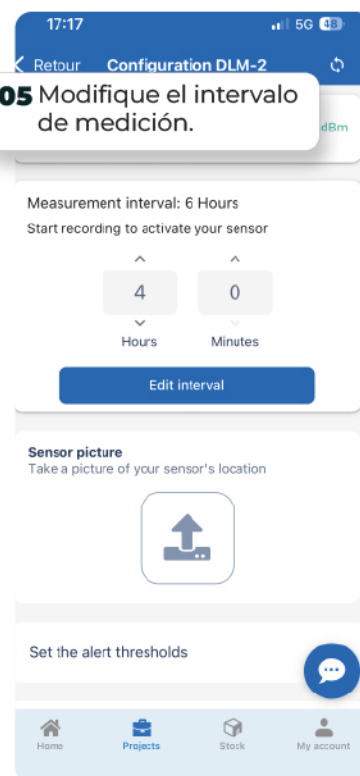 17:17
5G 48
Retour Configuration DLM-2
05 Modifique el intervalo
de medición.
dBm
Measurement interval: 6 Hours
Start recording to activate your sensor
4 0
Hours Minutes
Edit interval
Sensor picture
Take a picture of your sensor's location
Set the alert thresholds
Home Projects Stock My account